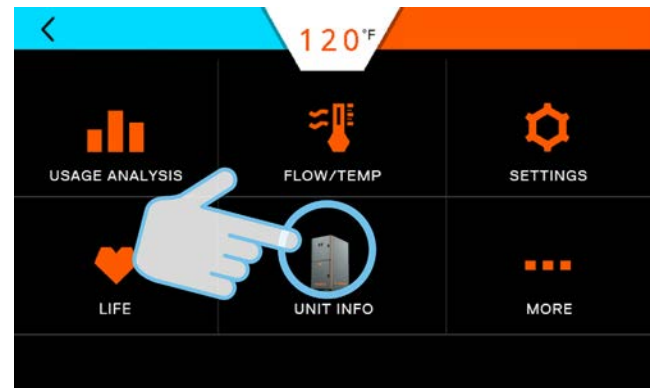 120°F
USAGE ANALYSIS
FLOW/TEMP
SETTINGS
LIFE
UNIT INFO
MORE